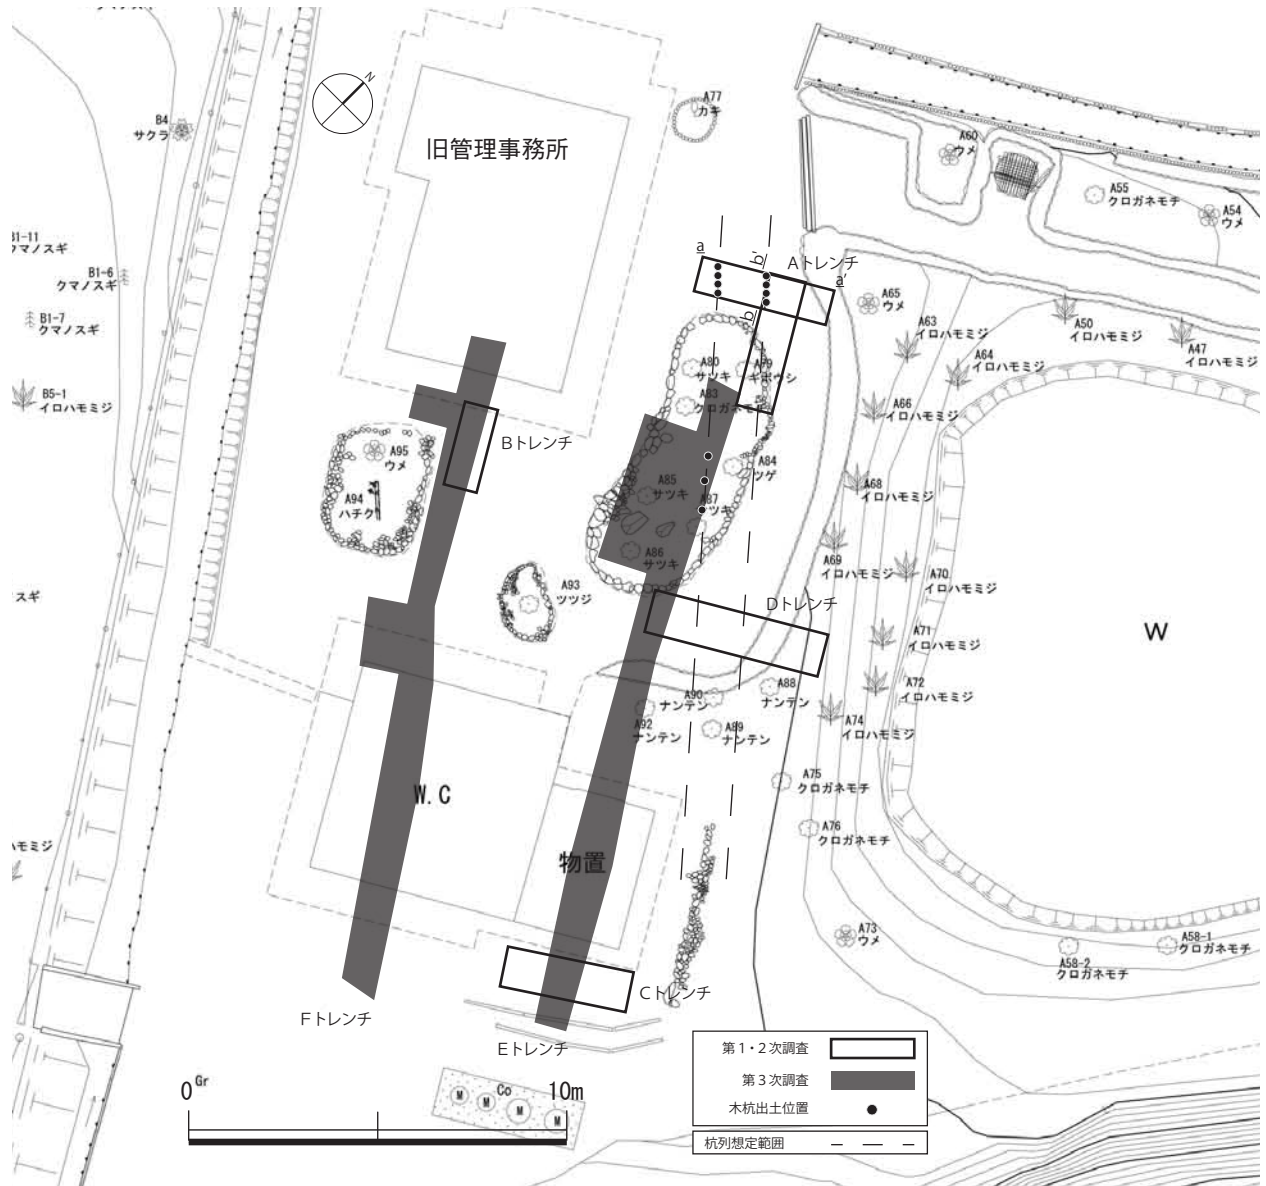 N
旧管理事務所
B4
サクラ
A77
カキ
A60
ウメ
A55
クロガネモチ
A54
ウメ
B1-11
クマノスギ
B1-6
クマノスギ
B1-7
クマノスギ
B5-1
イロハモミジ
a
b'
Aトレンチ
a'
b
A65
ウメ
A63
イロハモミジ
A50
イロハモミジ
A47
イロハモミジ
A64
イロハモミジ
A66
イロハモミジ
A80
サツキ
A79
ギボウシ
A83
クロガネモチ
Bトレンチ
A95
ウメ
A94
ハチク
A84
ツゲ
A85
サツキ
A87
サツキ
A86
サツキ
A68
イロハモミジ
A69
イロハモミジ
A70
イロハモミジ
A93
ツツジ
Dトレンチ
A71
イロハモミジ
W
A72
イロハモミジ
A88
ナンテン
A90
ナンテン
A92
ナンテン
A89
ナンテン
A74
イロハモミジ
A75
クロガネモチ
A76
クロガネモチ
スギ
ハモミジ
W.C
物置
A73
ウメ
A58-2
クロガネモチ
A58-1
クロガネモチ
Cトレンチ
Fトレンチ
Eトレンチ
第1・2次調査
第3次調査
木杭出土位置
杭列想定範囲
0
Gr
Co
10m
M
M
M
M